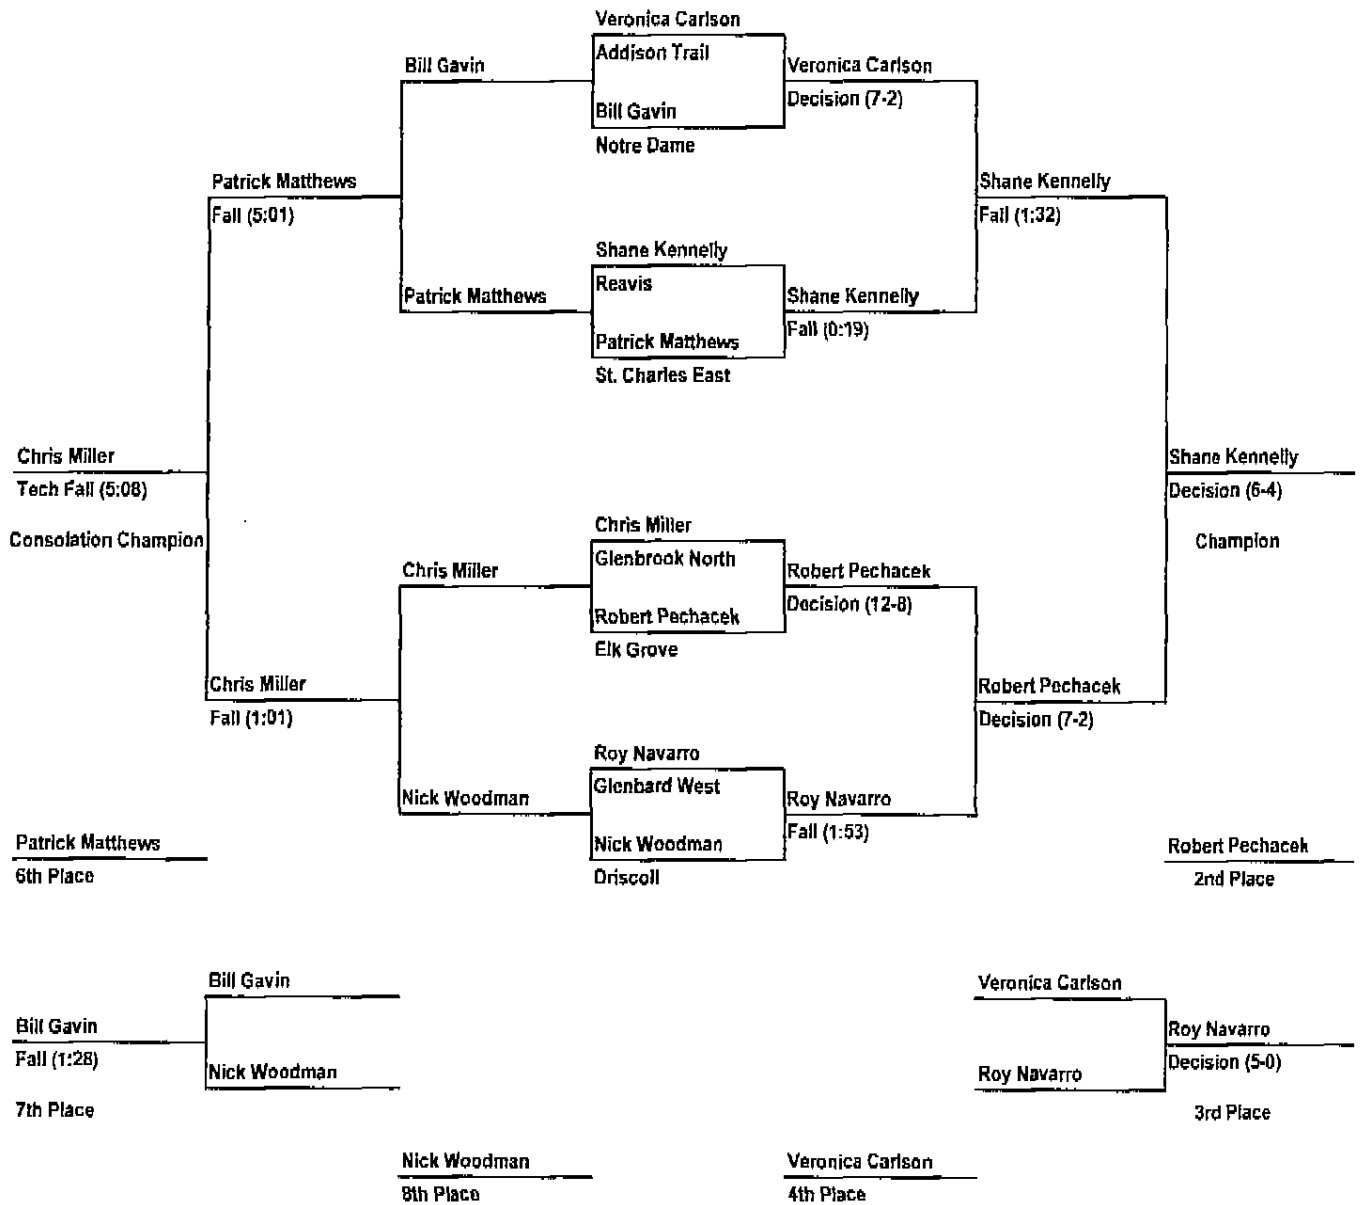 Veronica Carlson
Bill Gavin
Addison Trail
Veronica Carlson
Decision (7-2)
Bill Gavin
Notre Dame
Patrick Matthews
Shane Kennelly
Fall (5:01)
Fall (1:32)
Shane Kennelly
Patrick Matthews
Reavis
Shane Kennelly
Fall (0:19)
Patrick Matthews
St. Charles East
Chris Miller
Shane Kennelly
Tech Fall (5:08)
Decision (6-4)
Consolation Champion
Chris Miller
Champion
Chris Miller
Glenbrook North
Robert Pechacek
Decision (12-8)
Robert Pechacek
Elk Grove
Chris Miller
Robert Pechacek
Fall (1:01)
Decision (7-2)
Roy Navarro
Nick Woodman
Glenbard West
Roy Navarro
Fall (1:53)
Patrick Matthews
Nick Woodman
Robert Pechacek
6th Place
Driscoll
2nd Place
Bill Gavin
Veronica Carlson
Bill Gavin
Roy Navarro
Fall (1:28)
Nick Woodman
Roy Navarro
Decision (5-0)
7th Place
3rd Place
Nick Woodman
Veronica Carlson
8th Place
4th Place